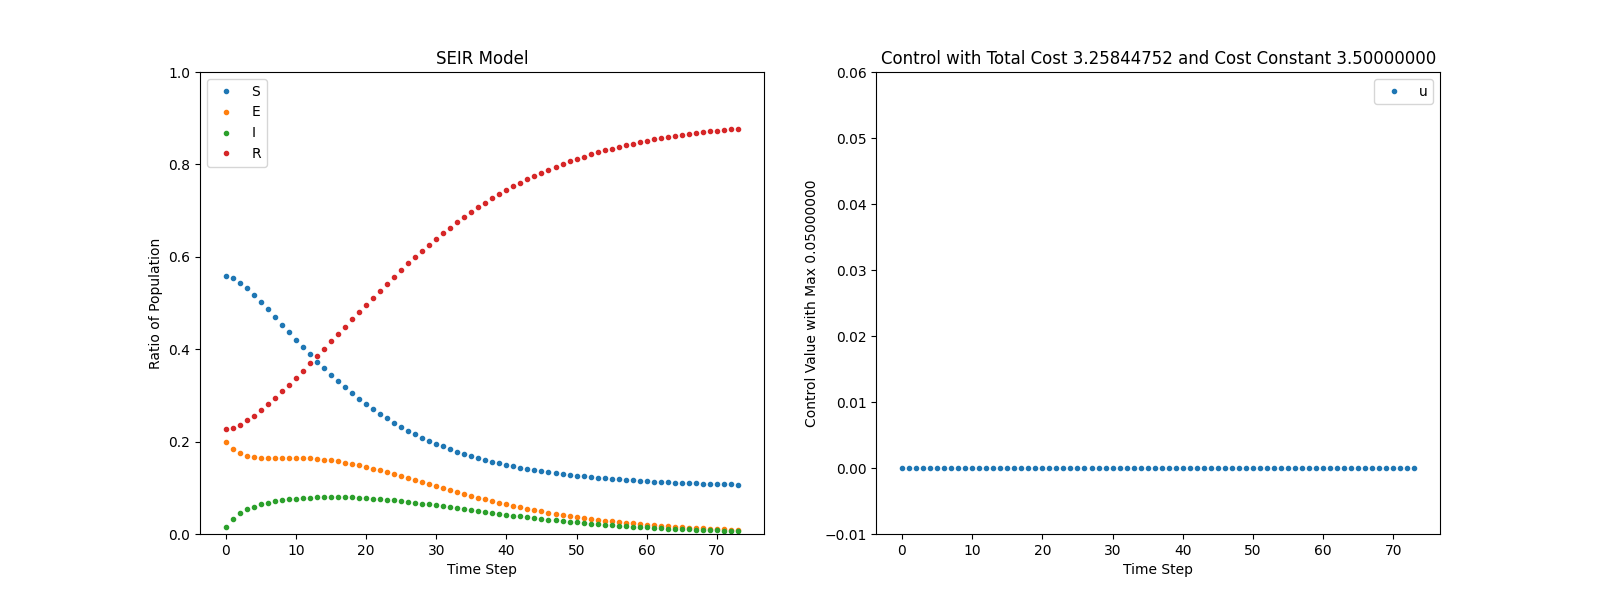 SEIR Model
1.0
0.8
0.6
0.4
0.2
0.0
Ratio of Population
S
E
I
R
0 10 20 30 40 50 60 70
Time Step
Control with Total Cost 3.25844752 and Cost Constant 3.50000000
0.06
0.05
0.04
0.03
0.02
0.01
0.00
−0.01
Control Value with Max 0.05000000
u
0 10 20 30 40 50 60 70
Time Step